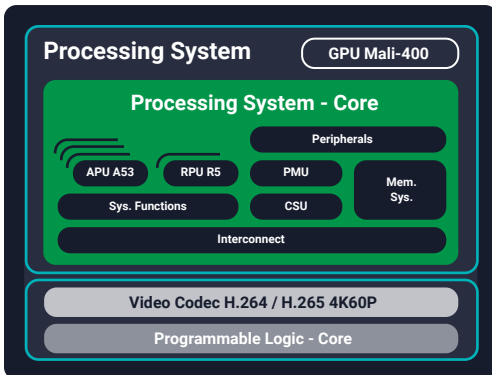 Processing System
GPU Mali-400
Processing System - Core
Peripherals
APU A53
RPU R5
PMU
Mem.
Sys.
Sys. Functions
CSU
Interconnect
Video Codec H.264 / H.265 4K60P
Programmable Logic - Core